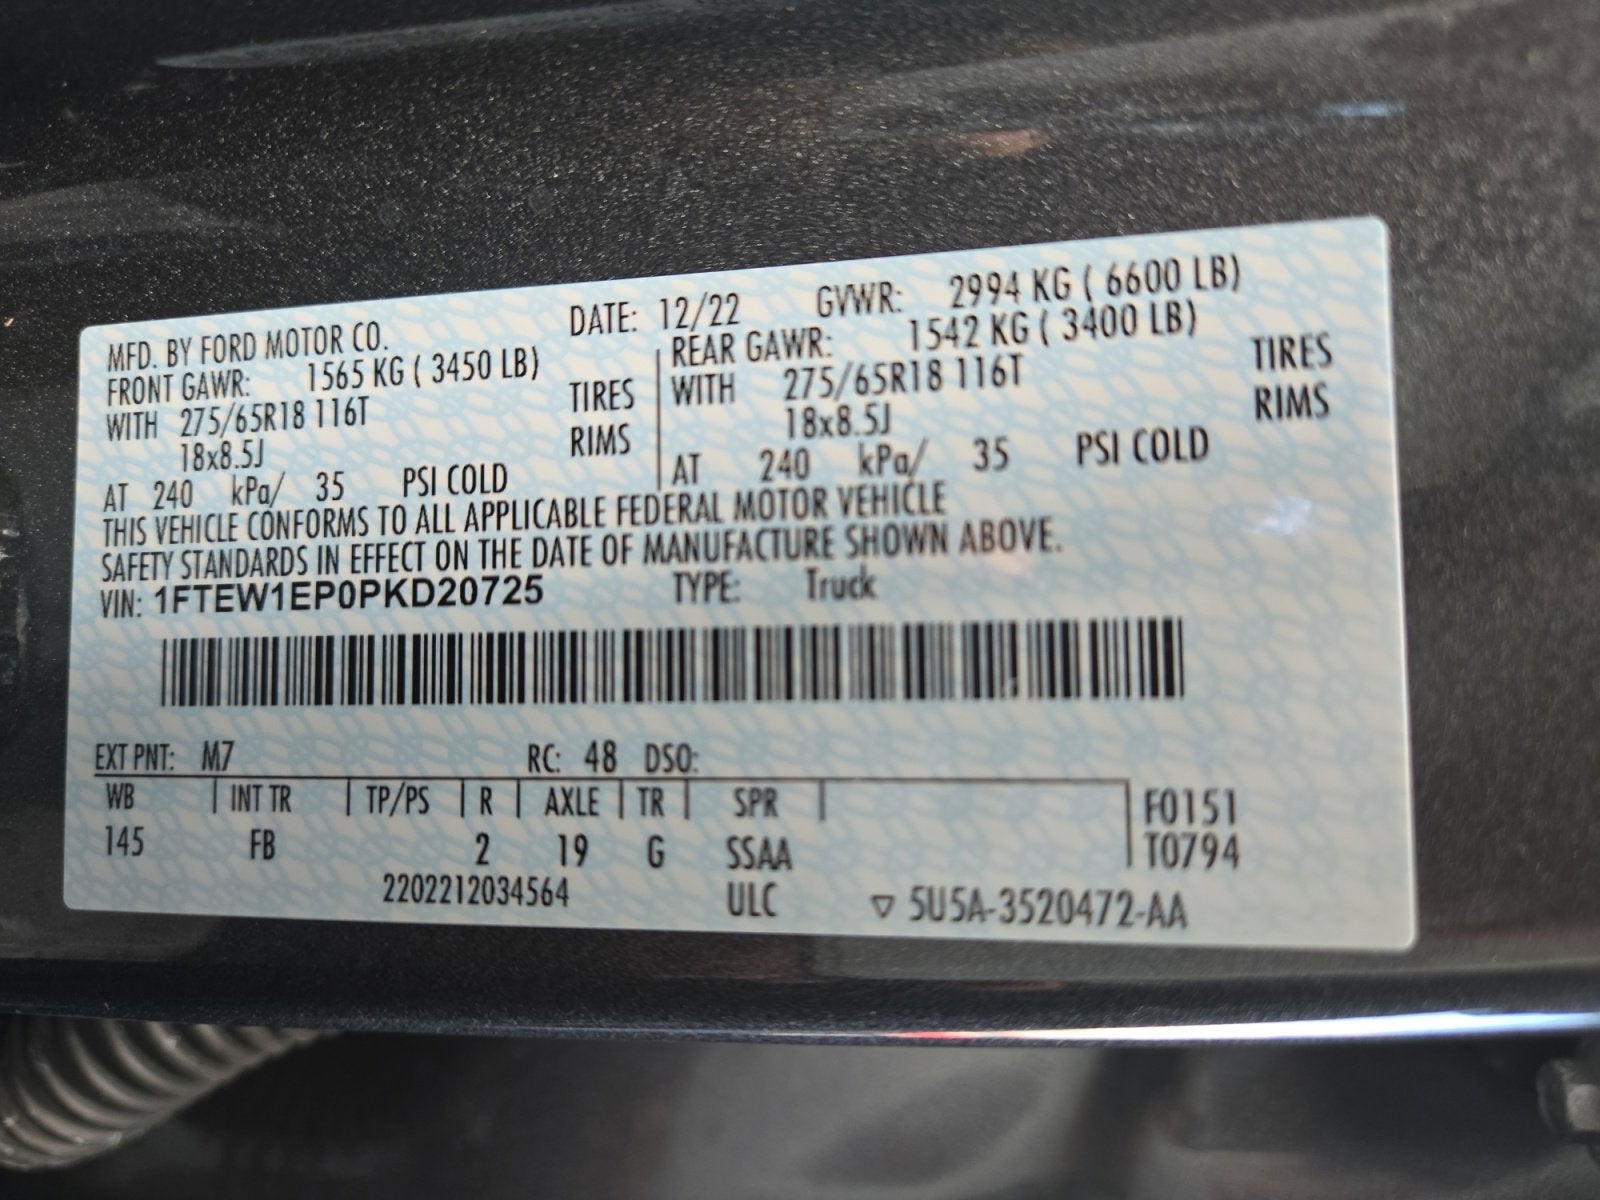 MFD. BY FORD MOTOR CO. DATE: 12/22 GVWR: 2994 KG ( 6600 LB)
FRONT GAWR: 1565 KG ( 3450 LB) REAR GAWR: 1542 KG ( 3400 LB)
WITH 275/65R18 116T TIRES WITH 275/65R18 116T TIRES
18x8.5J RIMS 18x8.5J RIMS
AT 240 kPa/ 35 PSI COLD AT 240 kPa/ 35 PSI COLD
THIS VEHICLE CONFORMS TO ALL APPLICABLE FEDERAL MOTOR VEHICLE
SAFETY STANDARDS IN EFFECT ON THE DATE OF MANUFACTURE SHOWN ABOVE.
VIN: 1FTEW1EP0PKD20725 TYPE: Truck
EXT PNT: M7 RC: 48 DSO:
WB INT TR TP/PS R AXLE TR SPR F0151
145 FB 2 19 G SSAA T0794
2202212034564 ULC ▽ 5U5A-3520472-AA